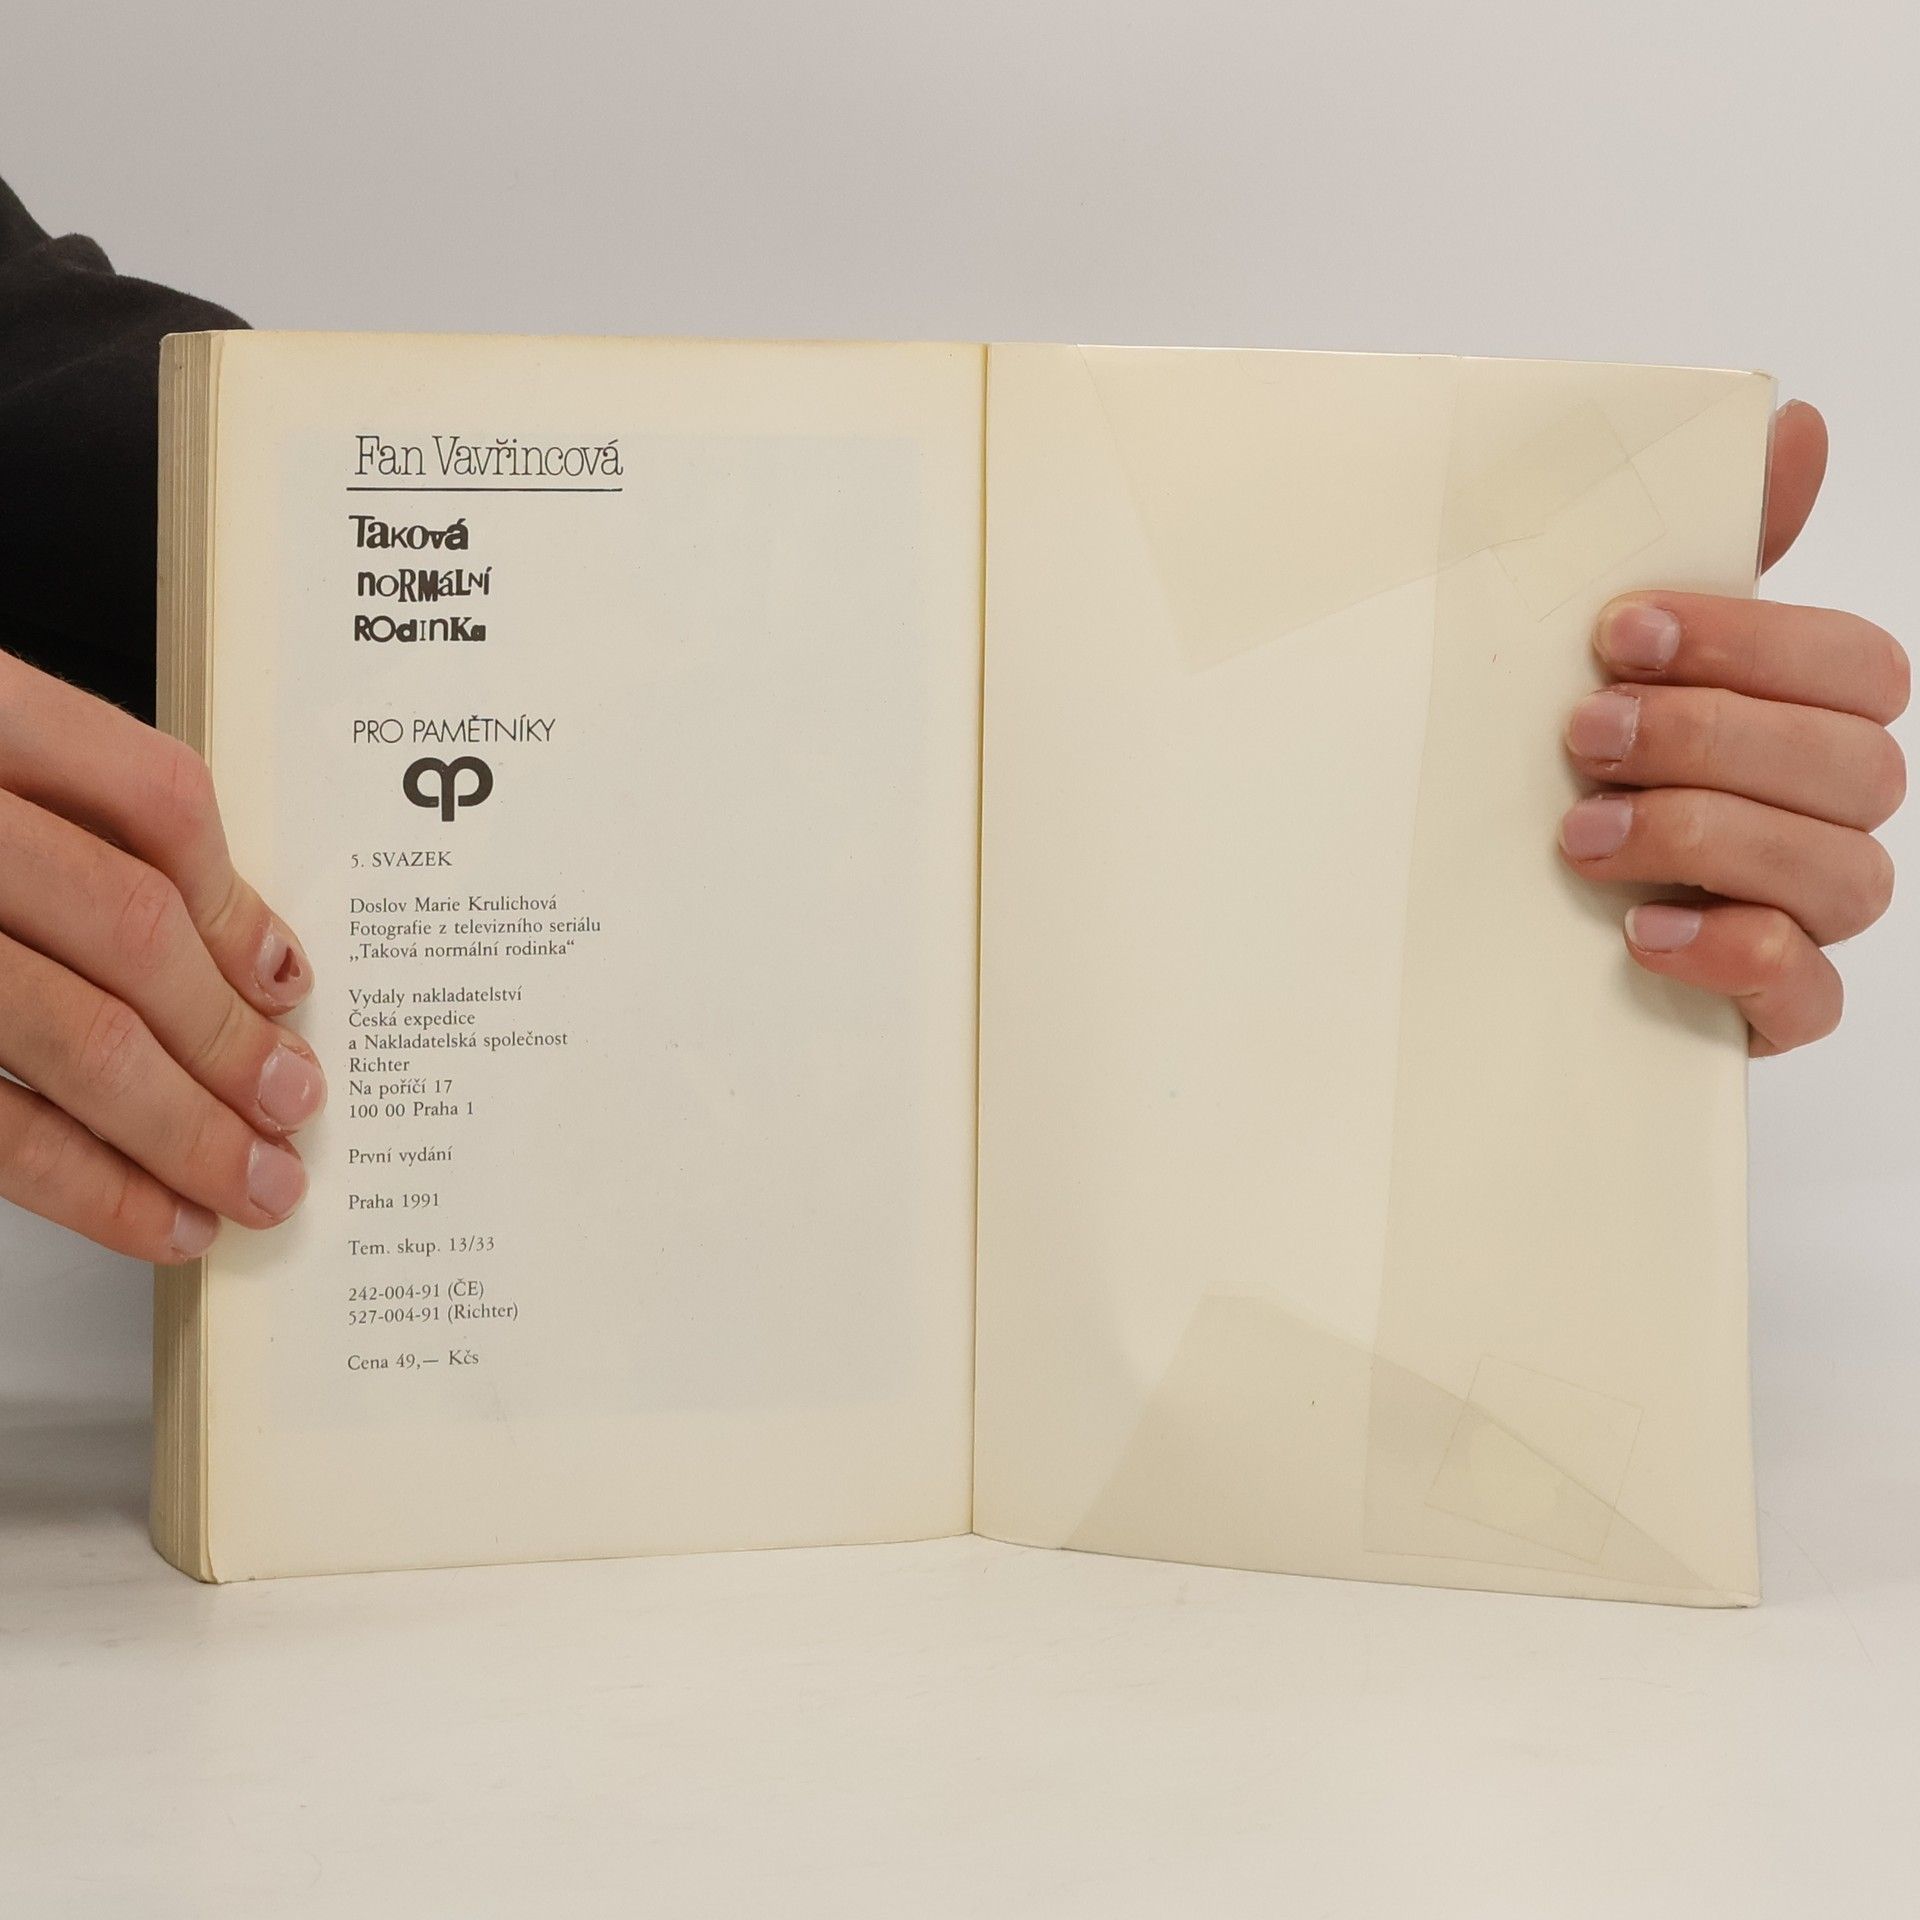 Fan Vavřincová
Taková
noRMálNí
RodINKa
PRO PAMĚTNÍKY
5. SVAZEK
Doslov Marie Krulichová
Fotografie z televizního seriálu
„Taková normální rodinka“
Vydaly nakladatelství
Česká expedice
a Nakladatelská společnost
Richter
Na poříčí 17
100 00 Praha 1
První vydání
Praha 1991
Tem. skup. 13/33
242-004-91 (ČE)
527-004-91 (Richter)
Cena 49,— Kčs